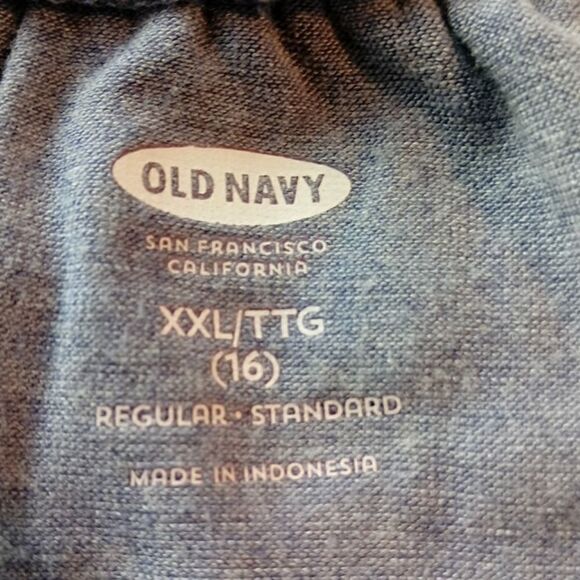 OLD NAVY
SAN FRANCISCO
CALIFORNIA
XXL/TTG
(16)
REGULAR • STANDARD
MADE IN INDONESIA